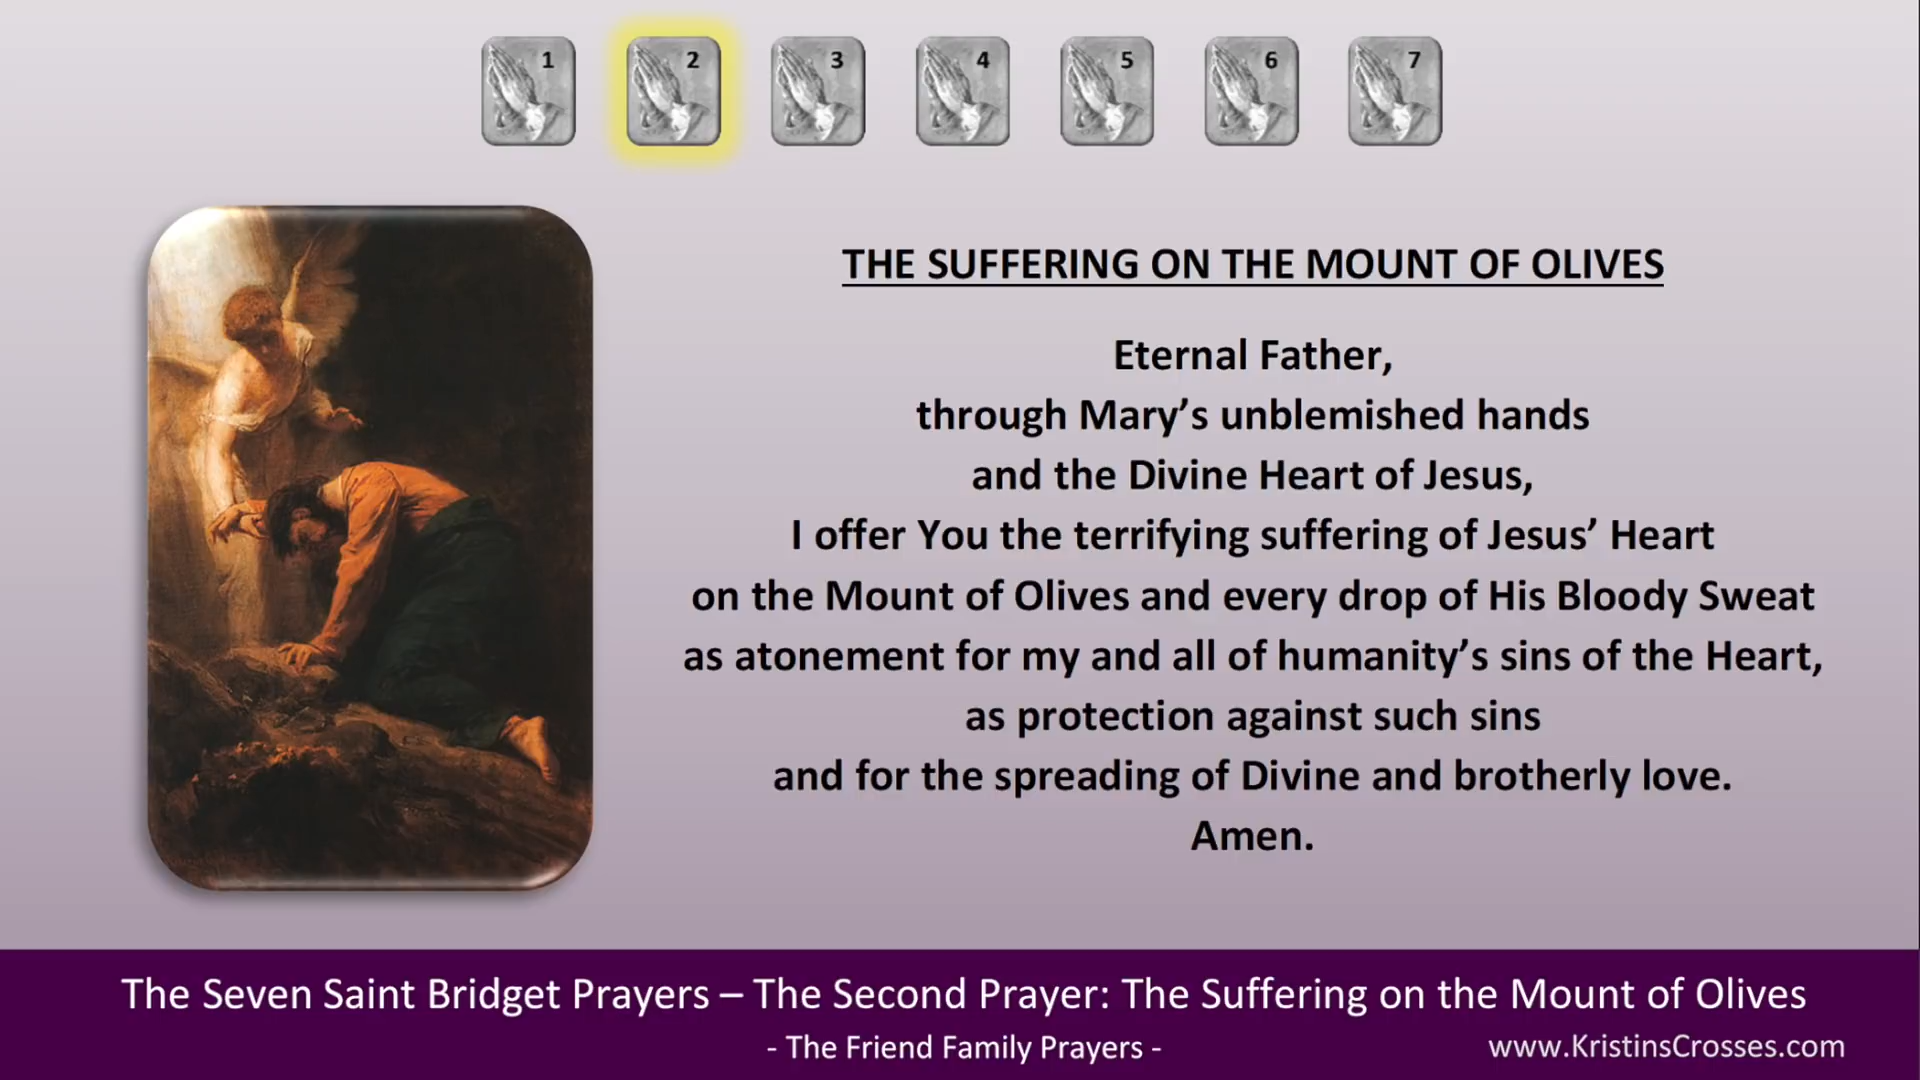 1 2 3 4 5 6 7
THE SUFFERING ON THE MOUNT OF OLIVES
Eternal Father,
through Mary’s unblemished hands
and the Divine Heart of Jesus,
I offer You the terrifying suffering of Jesus’ Heart
on the Mount of Olives and every drop of His Bloody Sweat
as atonement for my and all of humanity’s sins of the Heart,
as protection against such sins
and for the spreading of Divine and brotherly love.
Amen.
The Seven Saint Bridget Prayers – The Second Prayer: The Suffering on the Mount of Olives
- The Friend Family Prayers -
www.KristinsCrosses.com